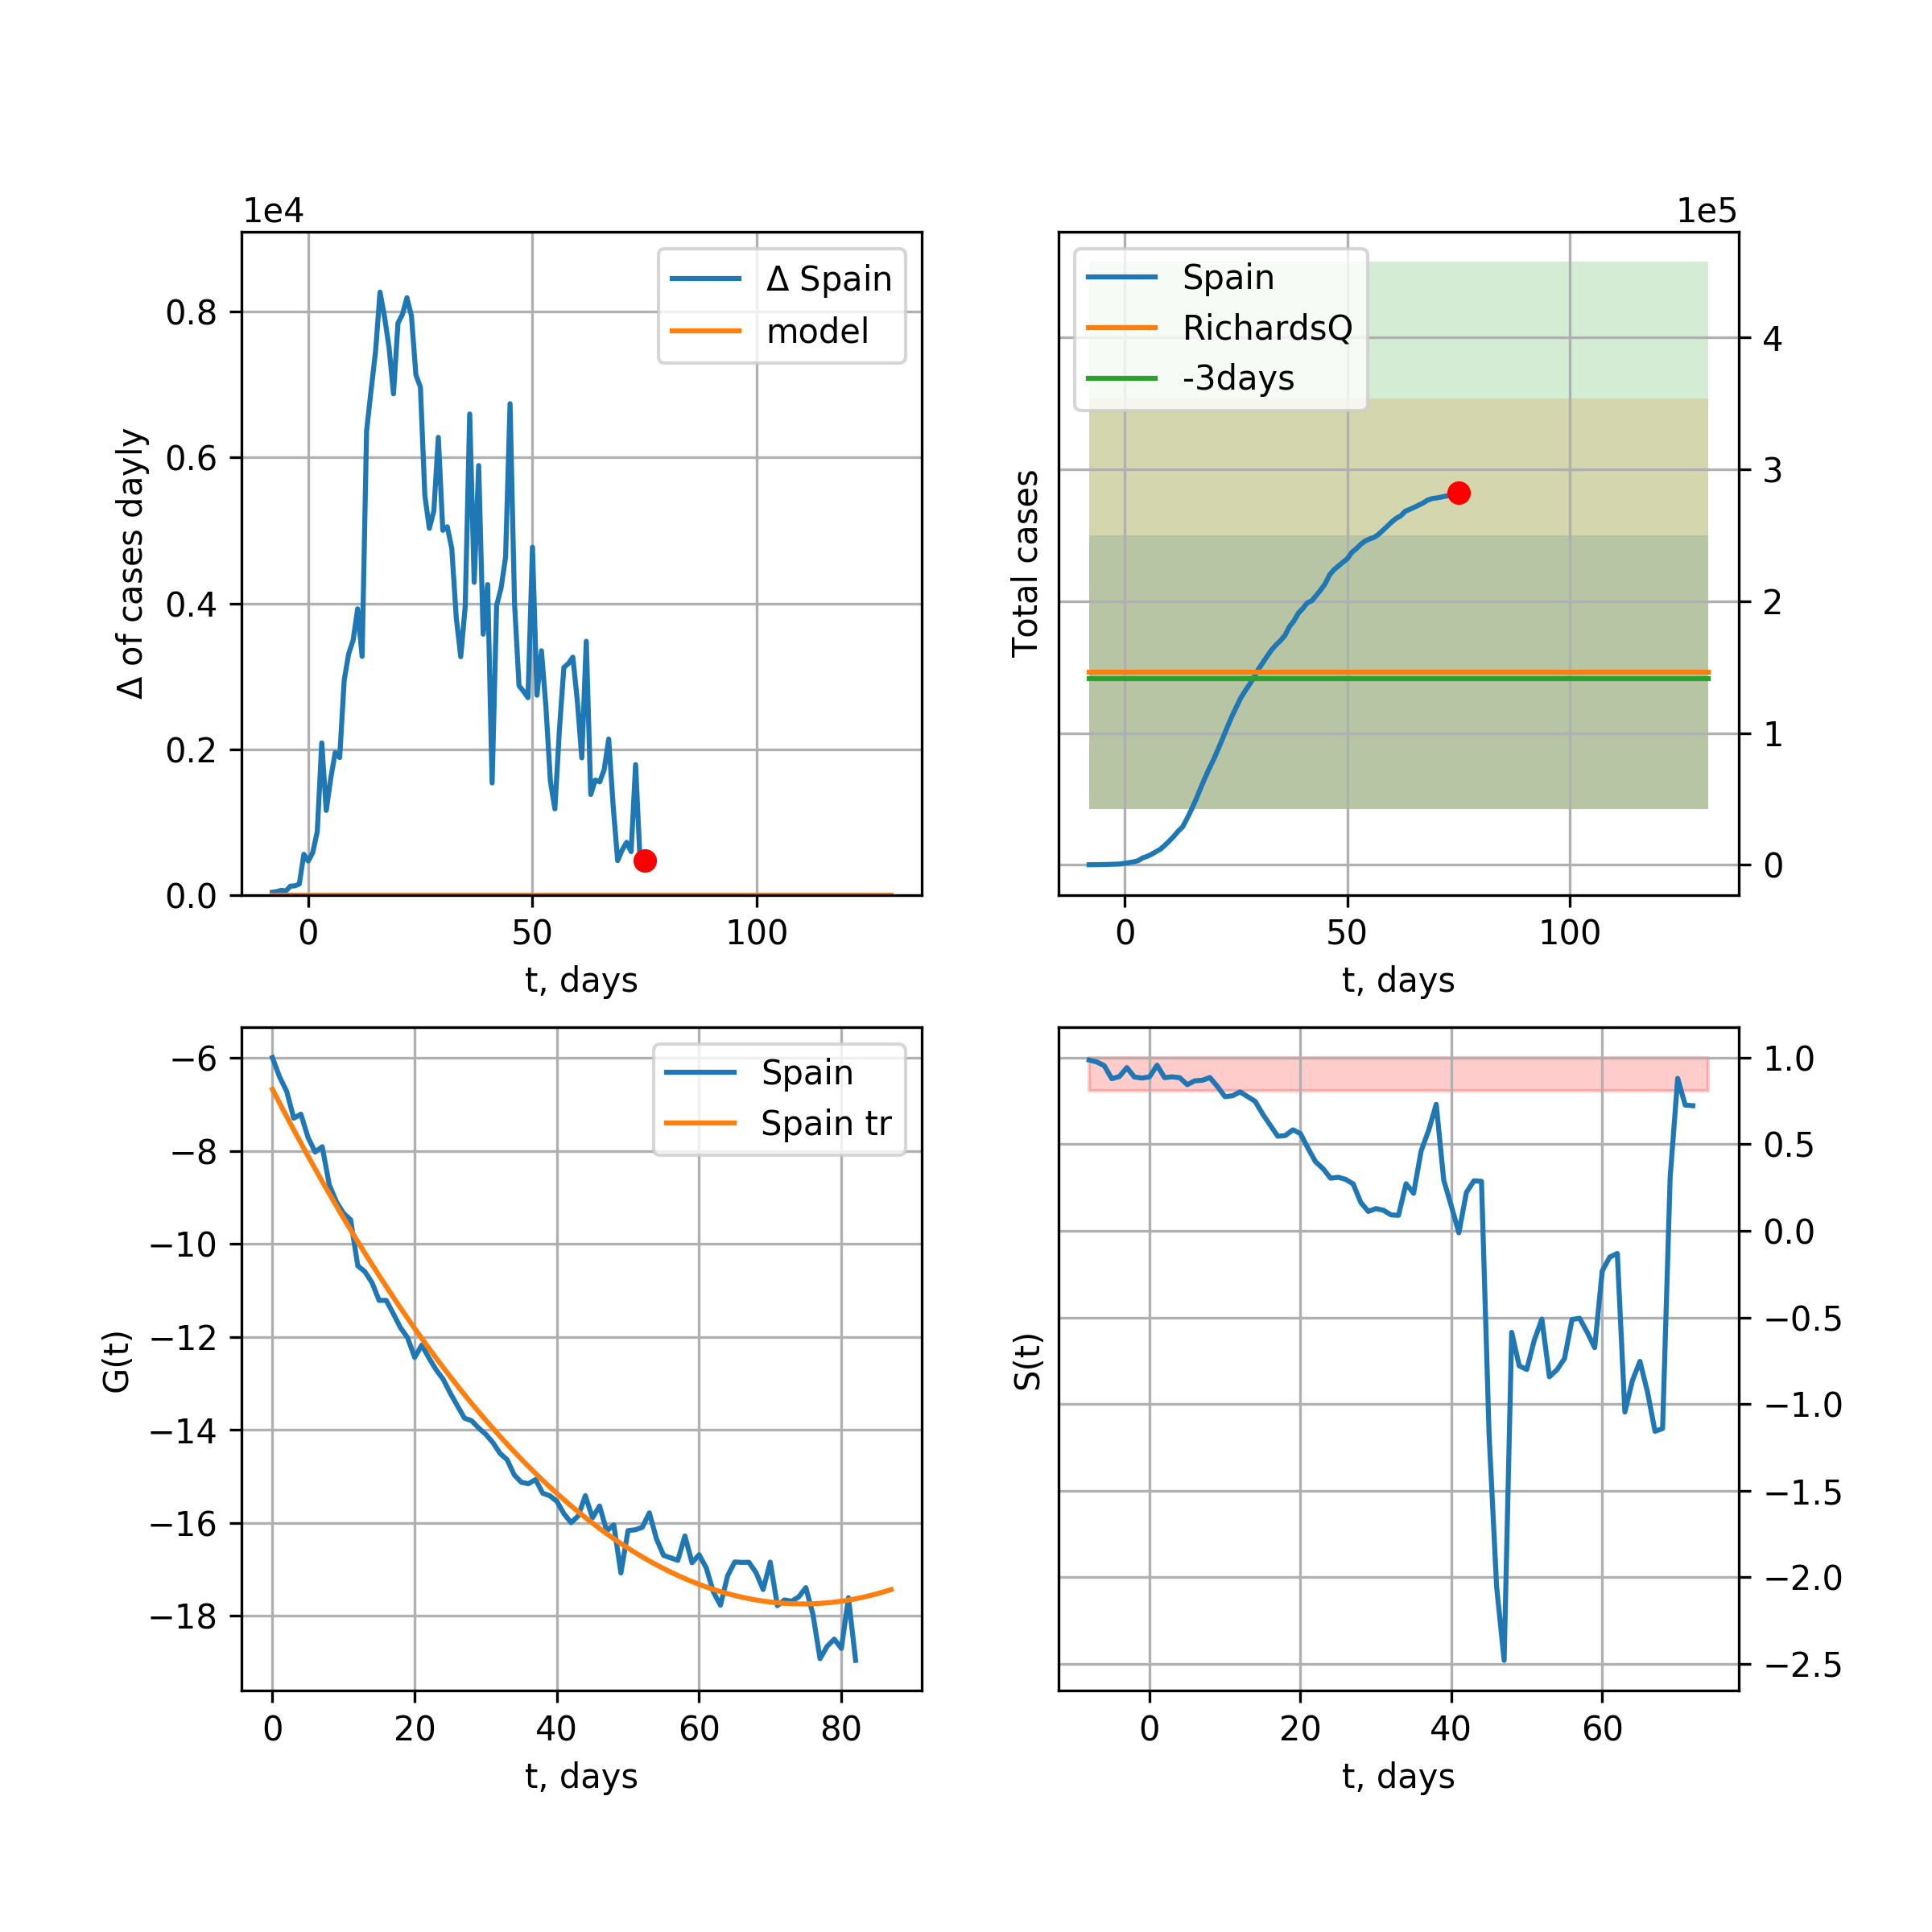 1e4
Δ of cases dayly
0.8
0.6
0.4
0.2
0.0
0 50 100
t, days
Δ Spain
model
1e5
Total cases
4
3
2
1
0
0 50 100
t, days
Spain
RichardsQ
-3days
G(t)
−6
−8
−10
−12
−14
−16
−18
0 20 40 60 80
t, days
Spain
Spain tr
S(t)
1.0
0.5
0.0
−0.5
−1.0
−1.5
−2.0
−2.5
0 20 40 60
t, days